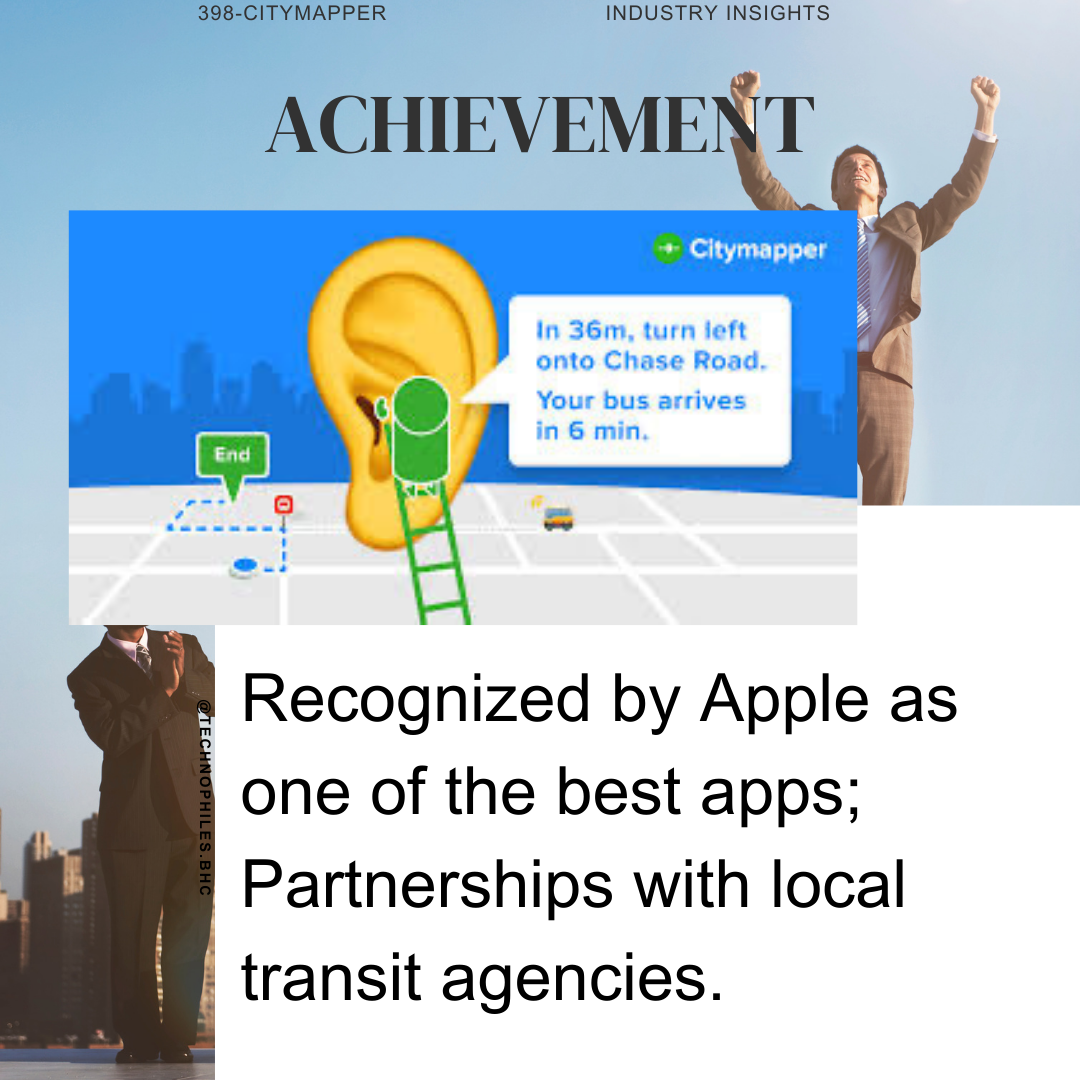 398-CITYMAPPER
INDUSTRY INSIGHTS
ACHIEVEMENT
Citymapper
In 36m, turn left
onto Chase Road.
Your bus arrives
in 6 min.
End
@TECHNOPHILES.BHC
Recognized by Apple as
one of the best apps;
Partnerships with local
transit agencies.